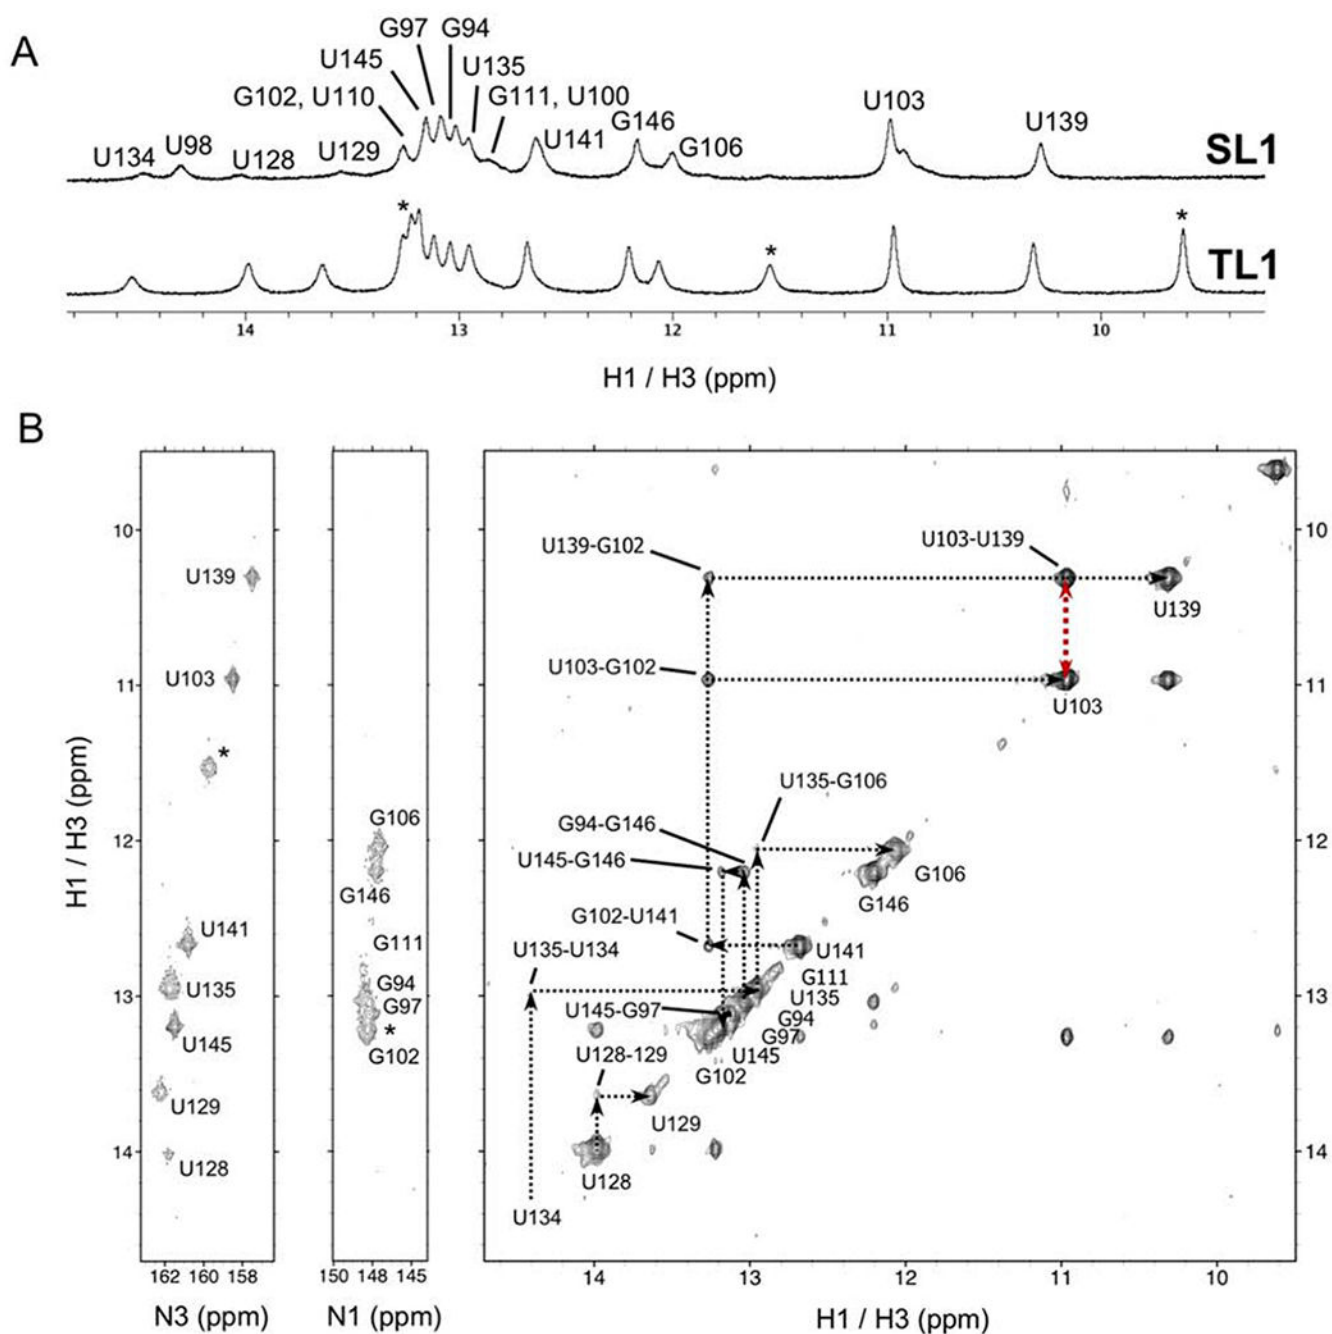 A
G97 G94
U145 U135
G102, U110 G111, U100 U103
U134 U98 U128 U129 U141 G146 G106 U139 SL1
* * * TL1
14 13 12 11 10
H1 / H3 (ppm)
B
10 10
U139-G102 U103-U139
U139 U139
U103-G102
U103 U103
11 11
*
U135-G106
G94-G146
G106
12 U145-G146 12
G146 G106
G146
G102-U141
U141 G111 U135-U134 U141
G111
G94 U135
U135 G97 U145-G97 G94
13 * G97 13
U145 G102 U128-129 U145
G102
U129 U129
14 14
U128 U128
U134
162 160 158 150 148 145 14 13 12 11 10
N3 (ppm) N1 (ppm) H1 / H3 (ppm)
H1 / H3 (ppm)